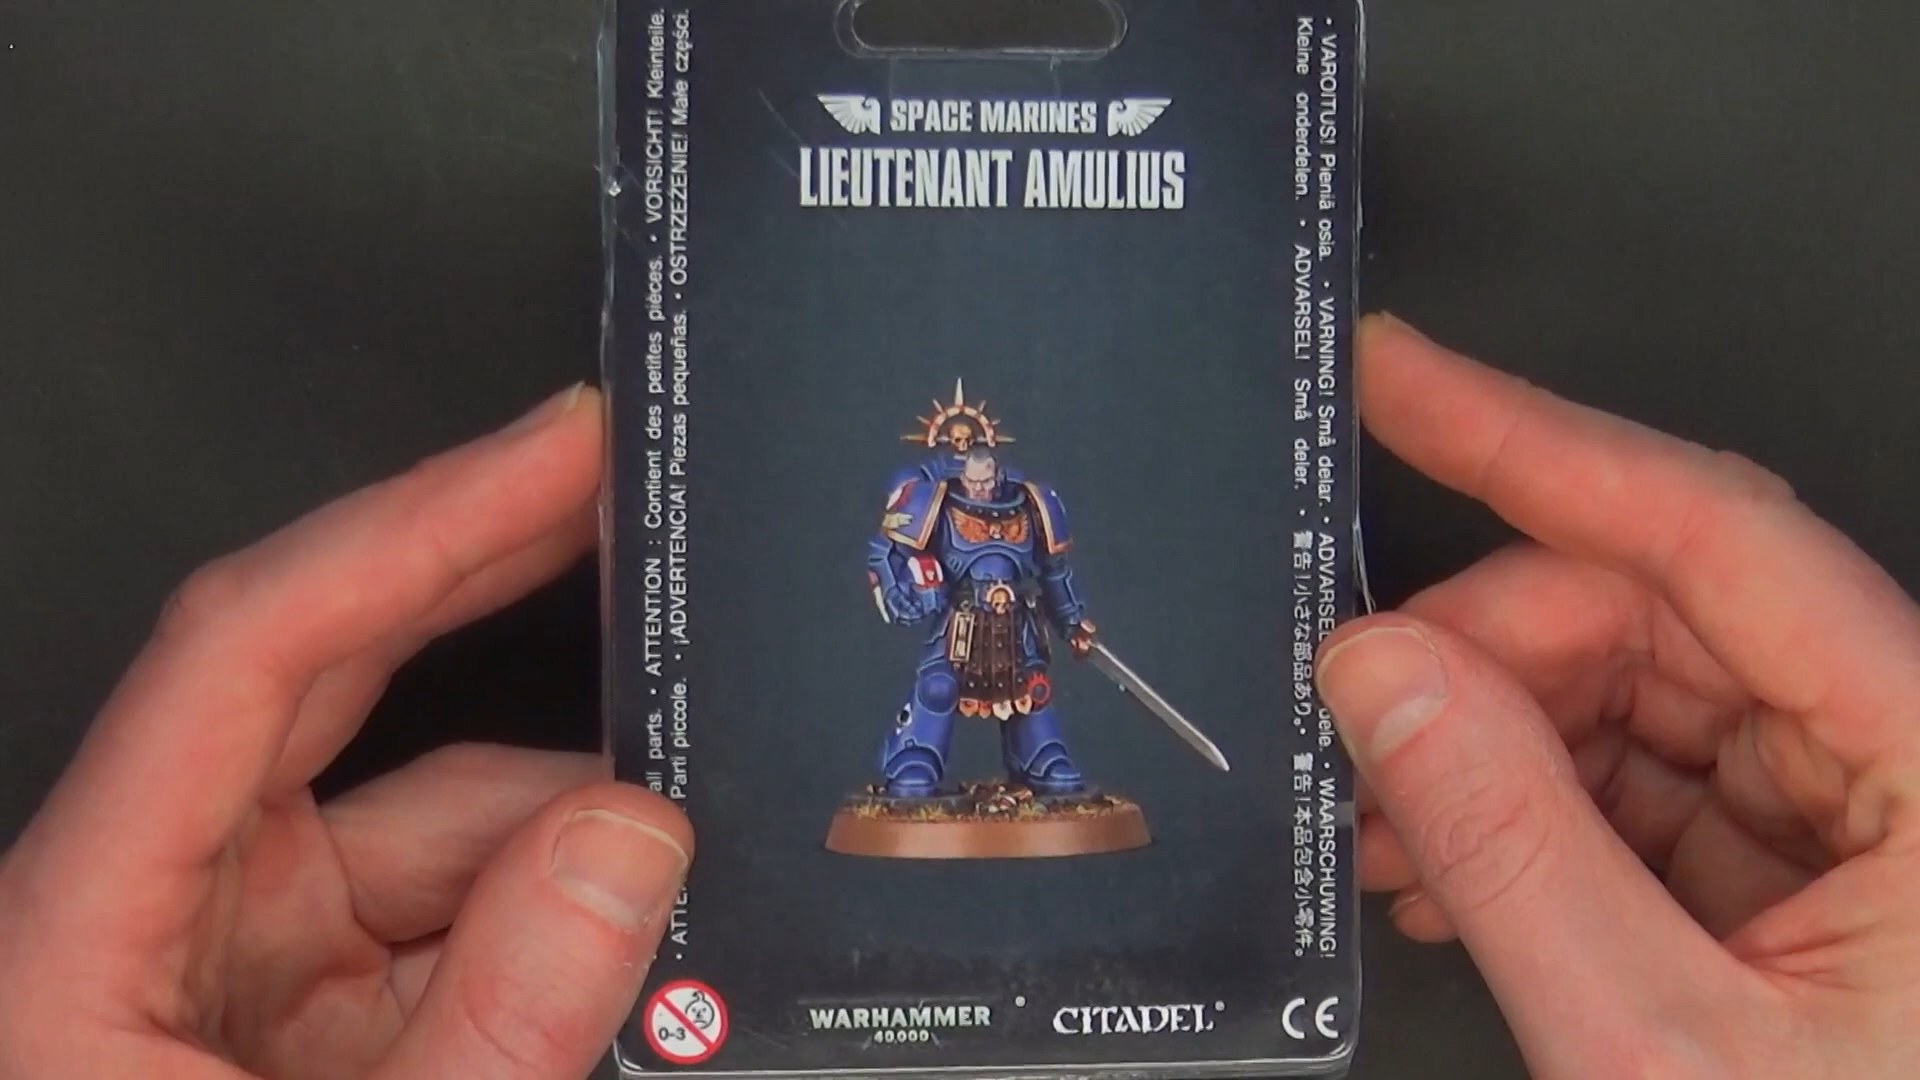 SPACE MARINES
LIEUTENANT AMULIUS
all parts. • ATTENTION : Contient des petites pièces. • VORSICHT! Kleinteile.
Parti piccole. • ¡ADVERTENCIA! Piezas pequeñas. • OSTRZEŻENIE! Małe części.
• VAROITUS! Pieniä osia. • VARNING! Små delar. • ADVARSEL dele. • WAARSCHUWING!
Kleine onderdelen. • ADVARSEL! Små deler. • 警告!小さな部品あり。 警告!本品包含小零件。
0-3
WARHAMMER
40,000
CITADEL
CE